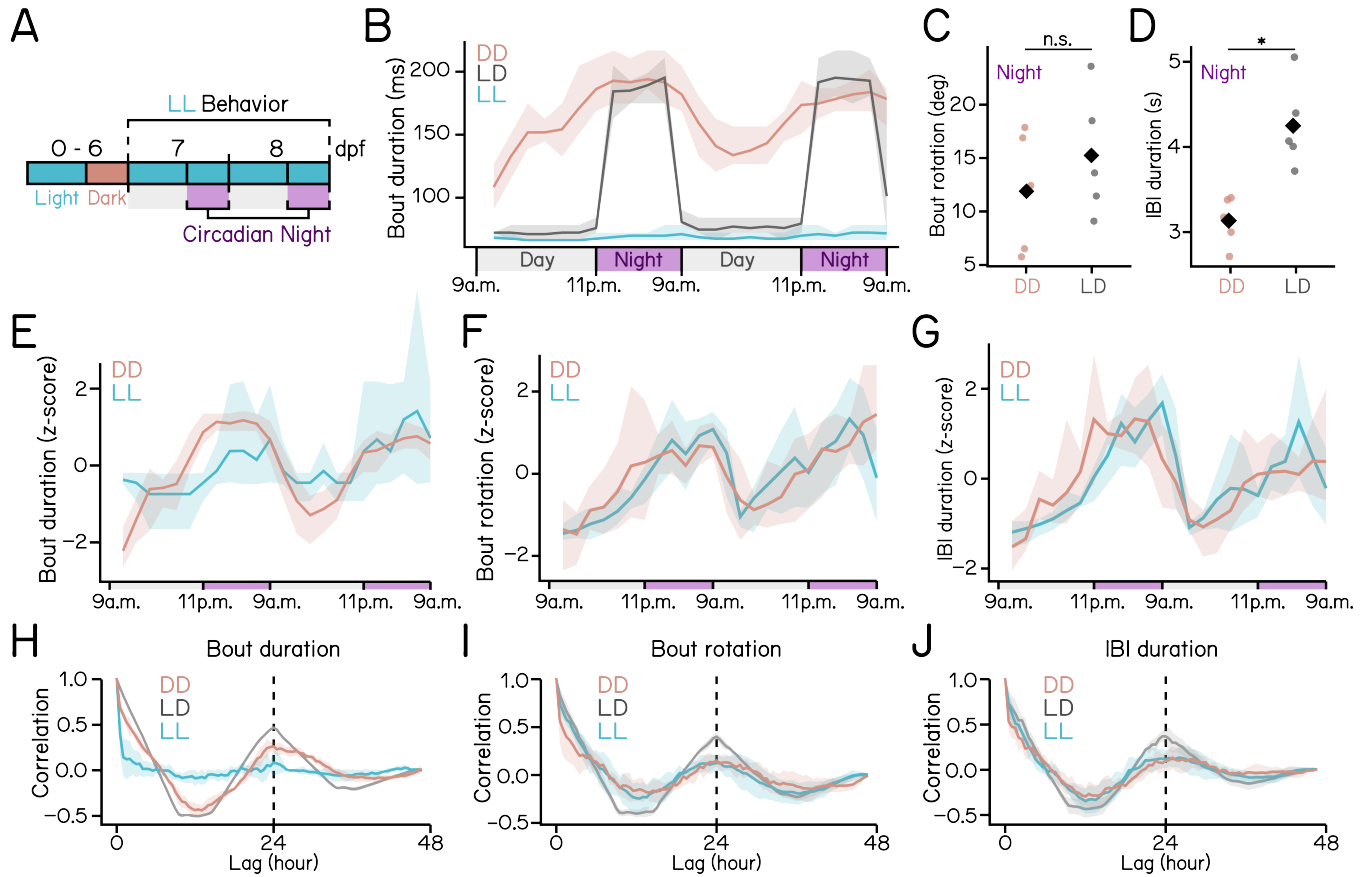 A
LL Behavior
0 - 6 7 8 dpf
Light Dark
Circadian Night
B
DD
LD
LL
Bout duration (ms)
200
150
100
Day Night Day Night
9a.m. 11p.m. 9a.m. 11p.m. 9a.m.
C
n.s.
Night
Bout rotation (deg)
20
15
10
5
DD LD
D
*
Night
IBI duration (s)
5
4
3
DD LD
E
DD
LL
Bout duration (z-score)
2
0
−2
9a.m. 11p.m. 9a.m. 11p.m. 9a.m.
F
DD
LL
Bout rotation (z-score)
2
0
−2
9a.m. 11p.m. 9a.m. 11p.m. 9a.m.
G
DD
LL
IBI duration (z-score)
2
0
−2
9a.m. 11p.m. 9a.m. 11p.m. 9a.m.
H
Bout duration
DD
LD
LL
Correlation
1.0
0.5
0.0
−0.5
0 24 48
Lag (hour)
I
Bout rotation
DD
LD
LL
Correlation
1.0
0.5
0.0
−0.5
0 24 48
Lag (hour)
J
IBI duration
DD
LD
LL
Correlation
1.0
0.5
0.0
−0.5
0 24 48
Lag (hour)